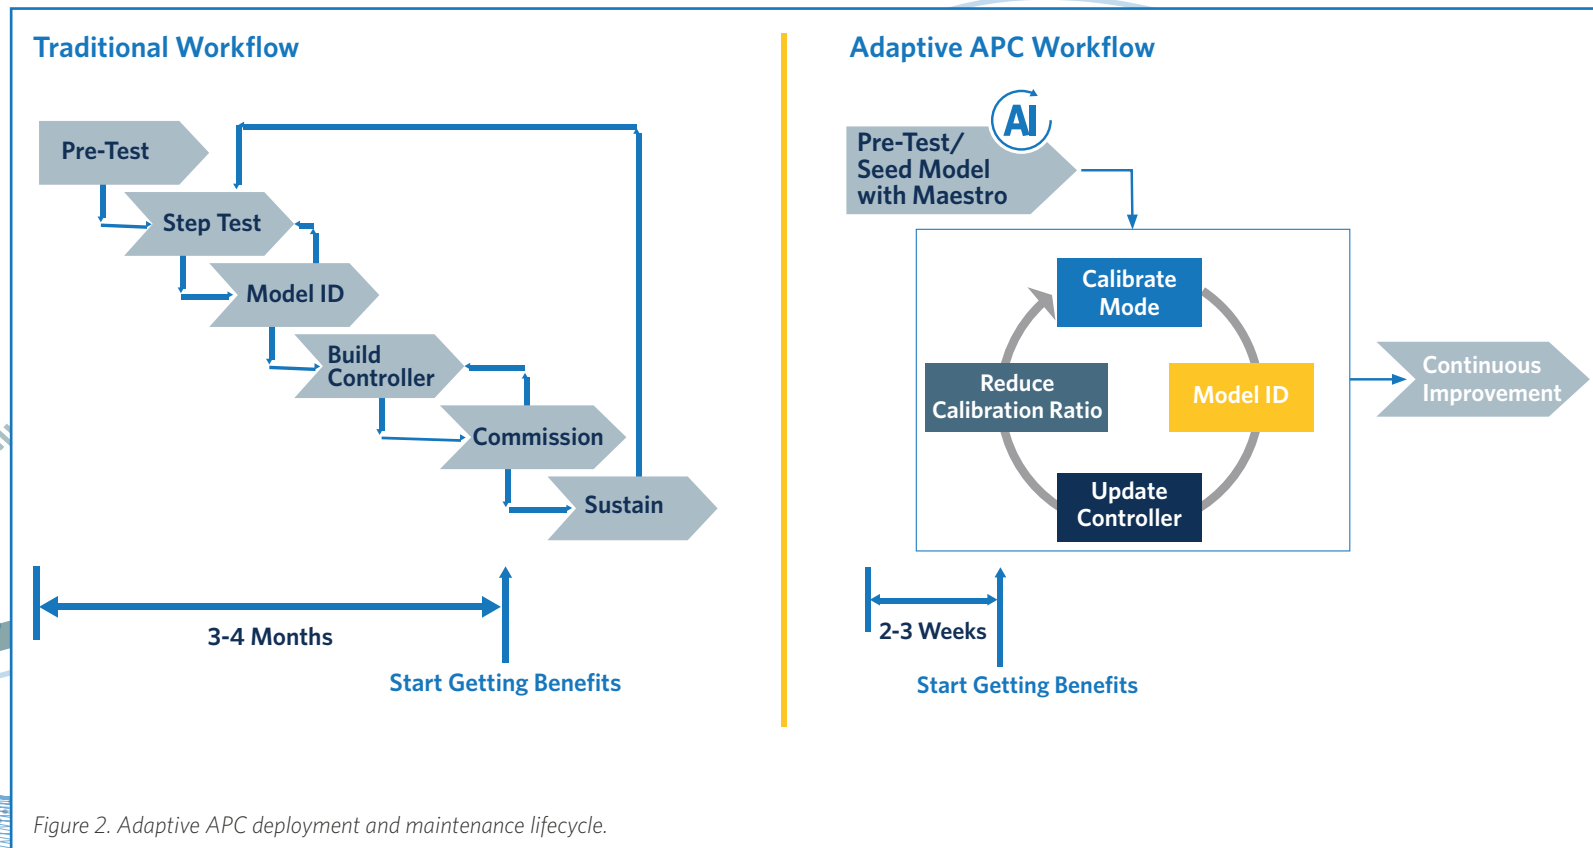 Traditional Workflow
Pre-Test
Step Test
Model ID
Build
Controller
Commission
Sustain
3-4 Months
Start Getting Benefits
Adaptive APC Workflow
AI
Pre-Test/
Seed Model
with Maestro
Calibrate
Mode
Model ID
Update
Controller
Reduce
Calibration Ratio
Continuous
Improvement
2-3 Weeks
Start Getting Benefits
Figure 2. Adaptive APC deployment and maintenance lifecycle.